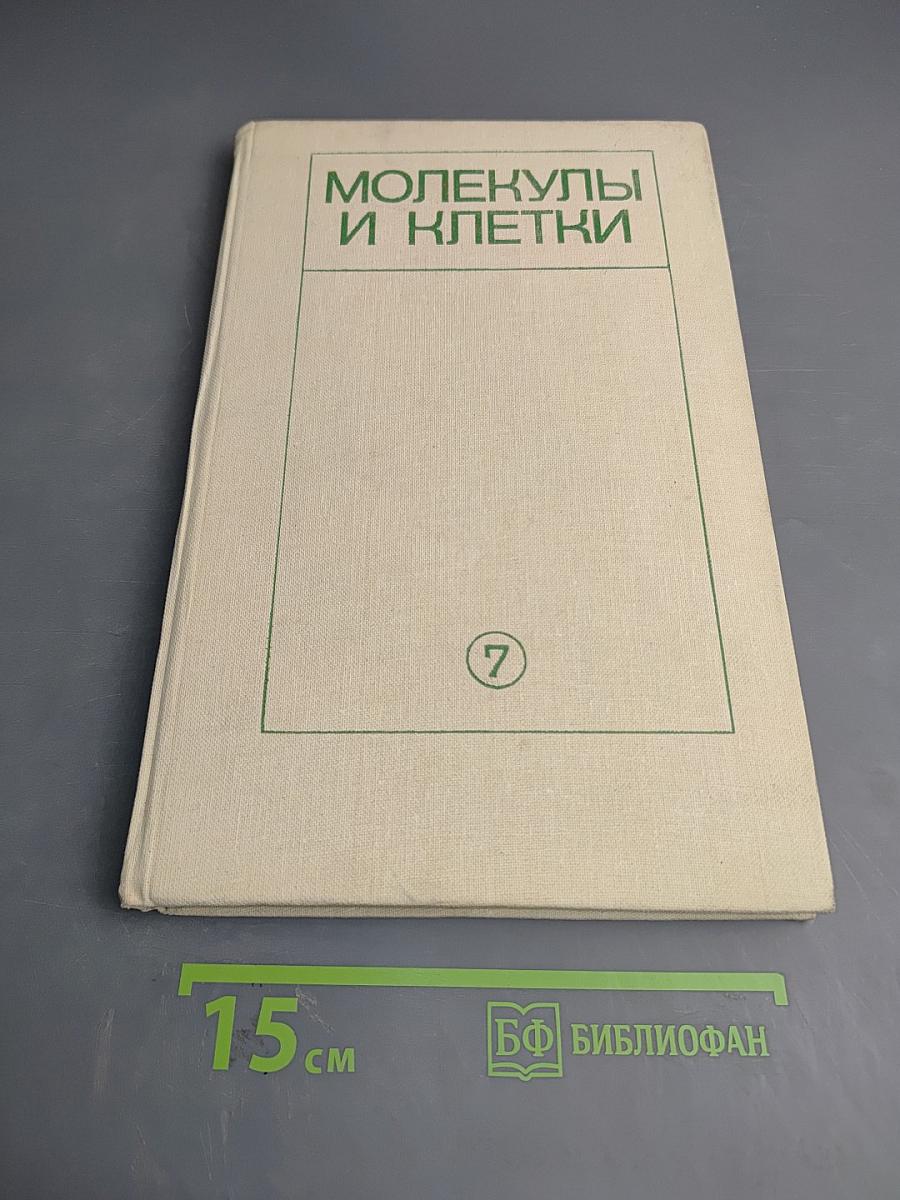 МОЛЕКУЛЫ
И КЛЕТКИ
7
15 см
БФ БИБЛИОФАН